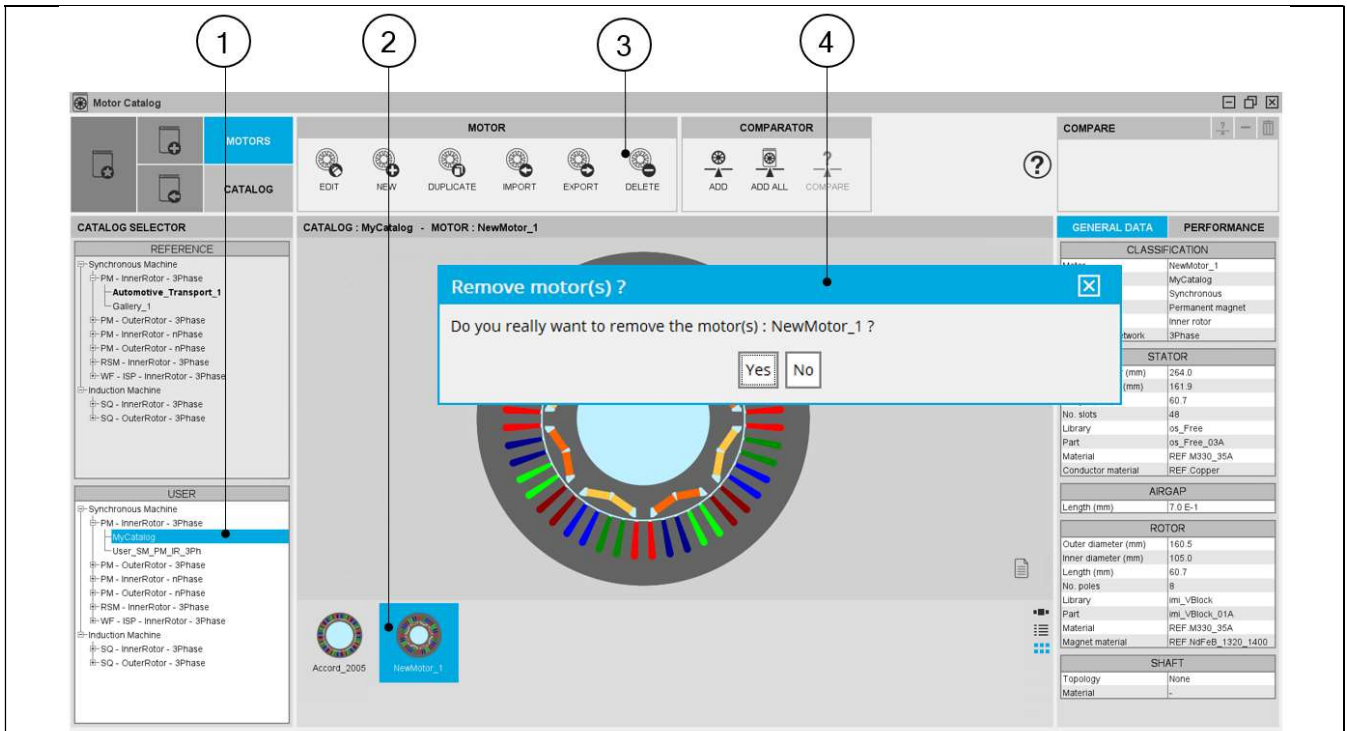 1
2
3
4
Motor Catalog
MOTORS
CATALOG
MOTOR
EDIT
NEW
DUPLICATE
IMPORT
EXPORT
DELETE
COMPARATOR
ADD
ADD ALL
?
COMPARE
?
COMPARE
?
CATALOG SELECTOR
REFERENCE
Synchronous Machine
PM - InnerRotor - 3Phase
Automotive_Transport_1
Gallery_1
PM - OuterRotor - 3Phase
PM - InnerRotor - nPhase
PM - OuterRotor - nPhase
RSM - InnerRotor - 3Phase
WF - ISP - InnerRotor - 3Phase
Induction Machine
SQ - InnerRotor - 3Phase
SQ - OuterRotor - 3Phase
USER
Synchronous Machine
PM - InnerRotor - 3Phase
MyCatalog
User_SM_PM_IR_3Ph
PM - OuterRotor - 3Phase
PM - InnerRotor - nPhase
PM - OuterRotor - nPhase
RSM - InnerRotor - 3Phase
WF - ISP - InnerRotor - 3Phase
Induction Machine
SQ - InnerRotor - 3Phase
SQ - OuterRotor - 3Phase
CATALOG : MyCatalog - MOTOR : NewMotor_1
Remove motor(s) ?
Do you really want to remove the motor(s) : NewMotor_1 ?
Yes
No
Accord_2005
NewMotor_1
GENERAL DATA
PERFORMANCE
CLASSIFICATION
NewMotor_1
MyCatalog
Synchronous
Permanent magnet
Inner rotor
3Phase
STATOR
(mm) 264.0
(mm) 161.9
60.7
No. slots 48
Library os_Free
Part os_Free_03A
Material REF.M330_35A
Conductor material REF.Copper
AIRGAP
Length (mm) 7.0 E-1
ROTOR
Outer diameter (mm) 160.5
Inner diameter (mm) 105.0
Length (mm) 60.7
No. poles 8
Library imi_VBlock
Part imi_VBlock_01A
Material REF.M330_35A
Magnet material REF.NdFeB_1320_1400
SHAFT
Topology None
Material -